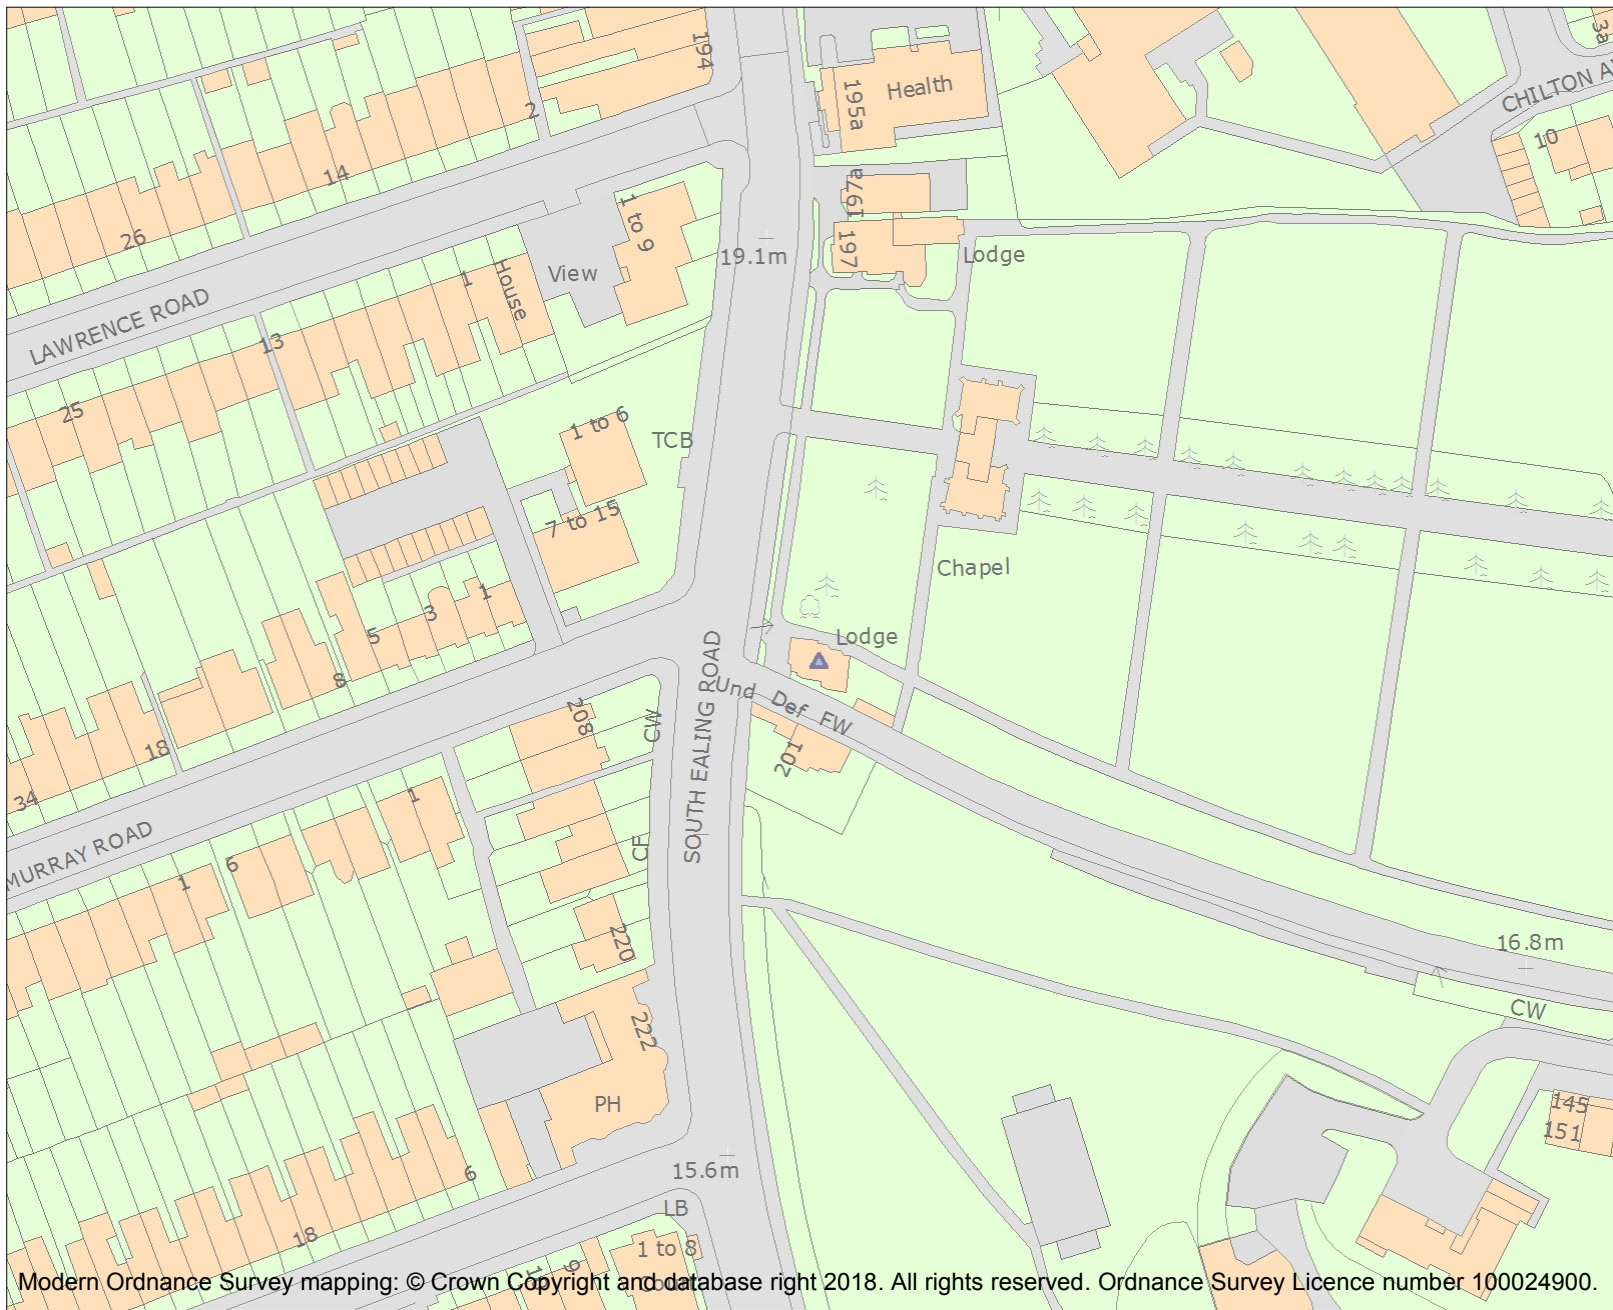 194
3a
Health
195a
CHILTON AV
2
10
14
197a
1 to 9
26
197
19.1m
Lodge
View
1
House
LAWRENCE ROAD
13
25
1 to 6
TCB
7 to 15
Chapel
1
3
5
Lodge
8
SOUTH EALING ROAD
Und Def FW
208
CW
18
201
34
1
MURRAY ROAD
CF
6
1
220
16.8m
CW
222
PH
145
151
15.6m
6
LB
18
1 to 8
9
Modern Ordnance Survey mapping: © Crown Copyright and database right 2018. All rights reserved. Ordnance Survey Licence number 100024900.